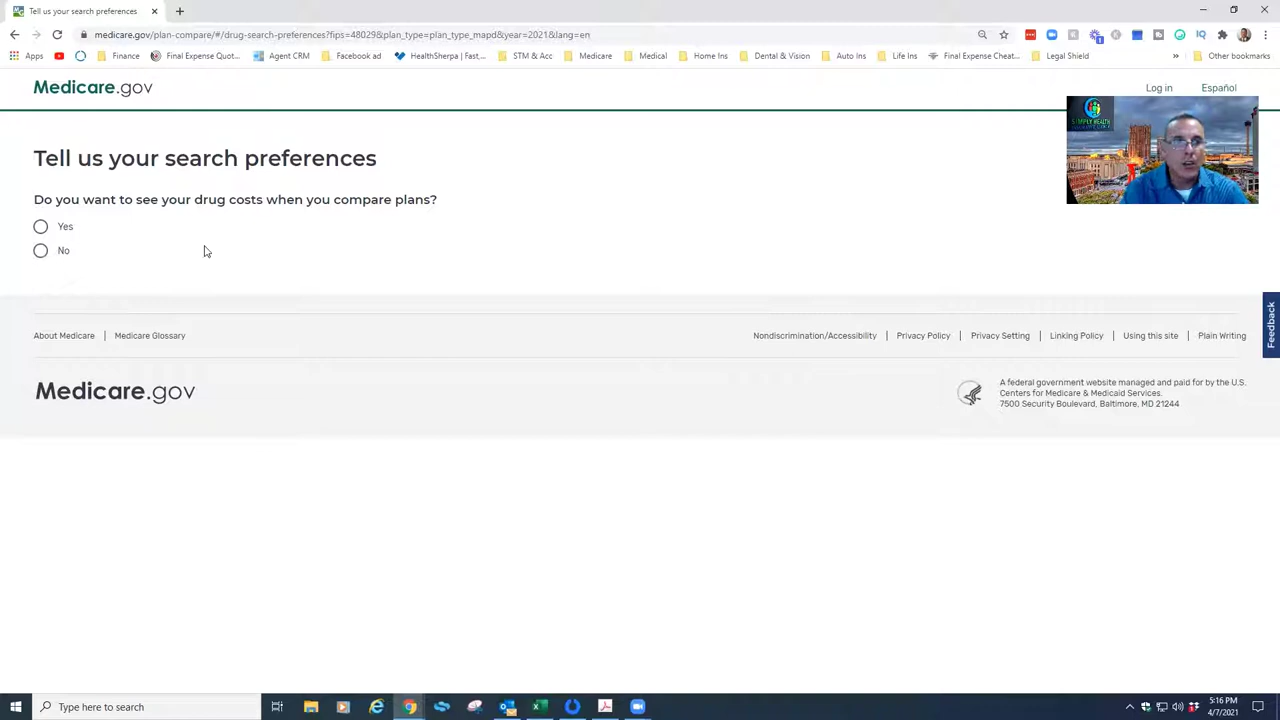 Tell us your search preferences
medicare.gov/plan-compare/#/drug-search-preferences?fips=48029&plan_type=plan_type_mapd&year=2021&lang=en
Apps
Finance
Final Expense Quot...
Agent CRM
Facebook ad
HealthSherpa | Fast,...
STM & Acc
Medicare
Medical
Home Ins
Dental & Vision
Auto Ins
Life Ins
Final Expense Cheat...
Legal Shield
»
Other bookmarks
Medicare.gov
Log in
Español
SIMPLY HEALTH
Tell us your search preferences
Do you want to see your drug costs when you compare plans?
Yes
No
Feedback
About Medicare | Medicare Glossary
Nondiscrimination/Accessibility | Privacy Policy | Privacy Setting | Linking Policy | Using this site | Plain Writing
Medicare.gov
A federal government website managed and paid for by the U.S.
Centers for Medicare & Medicaid Services.
7500 Security Boulevard, Baltimore, MD 21244
Type here to search
5:16 PM
4/7/2021